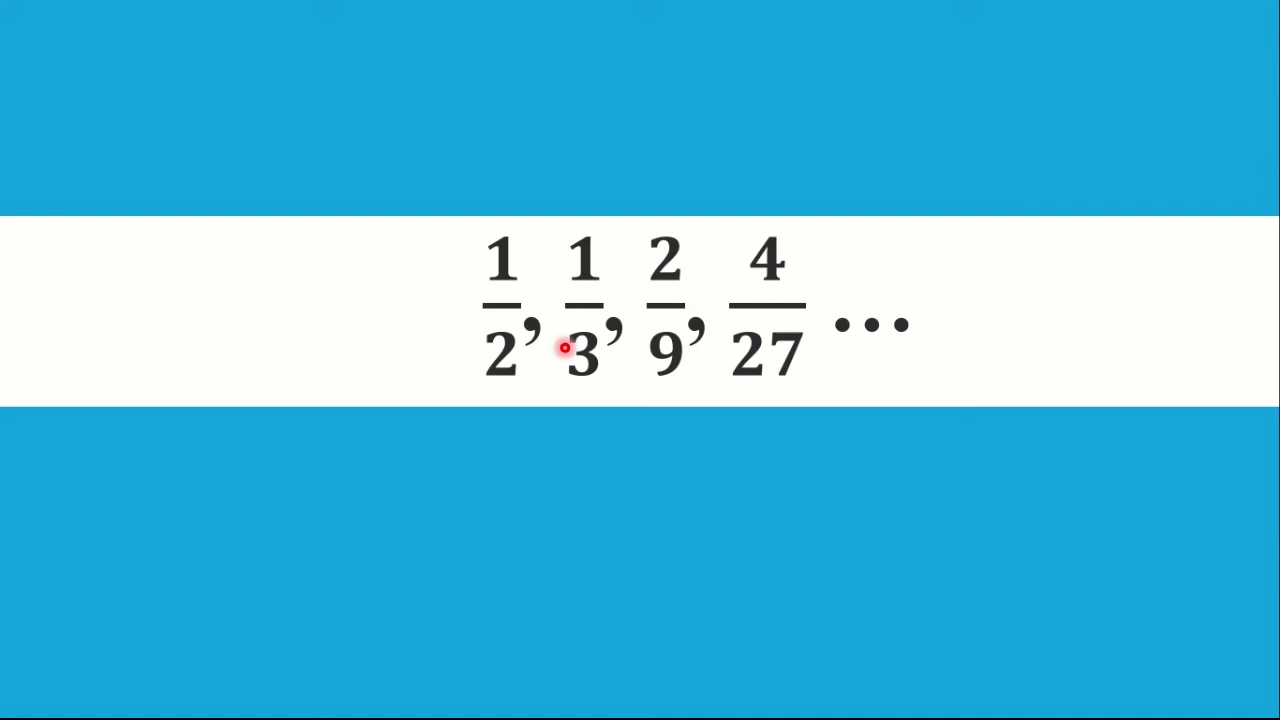 1/2, 1/3, 2/9, 4/27 ...